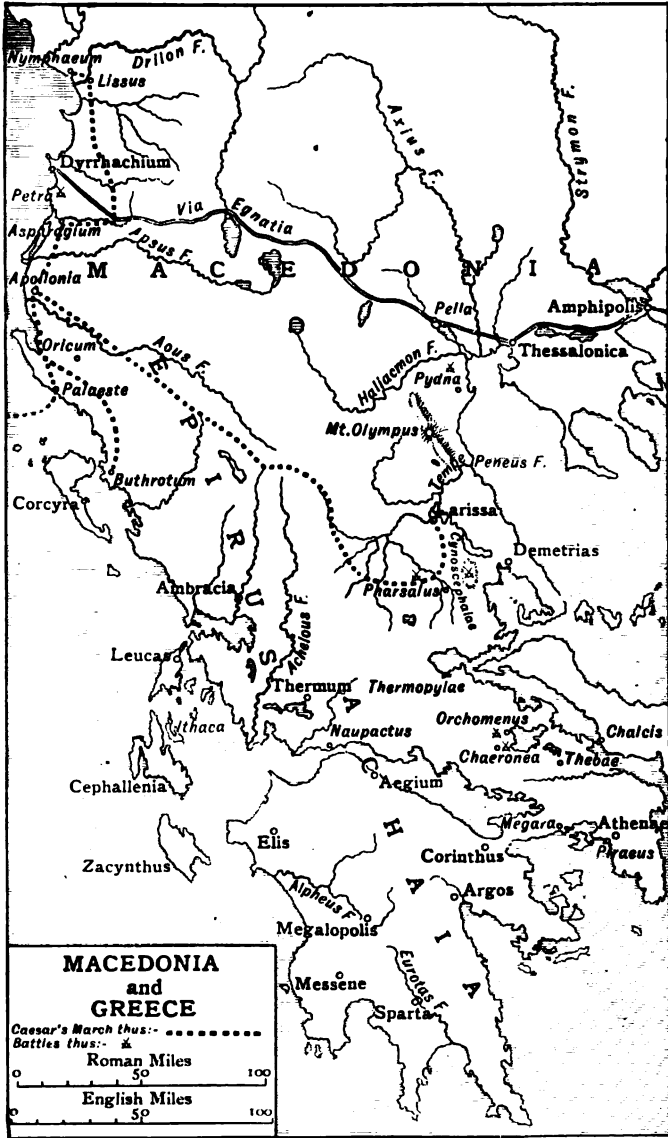 Nymphaeum
Drilon F.
Lissus
Axius F.
Strymon F.
Dyrrhachium
Petra
Via Egnatia
Asparagium
Apsus F.
MACEDONIA
Apollonia
Pella
Amphipolis
Thessalonica
Oricum
Aous F.
Haliacmon F.
Pydna
Palaeste
EPIRUS
Mt. Olympus
Tempe
Peneus F.
Buthrotum
Corcyra
Larissa
Cynoscephalae
Demetrias
Pharsalus
Ambracia
Achelous F.
Leucas
Thermum
Thermopylae
Ithaca
Naupactus
Orchomenus
Chalcis
Chaeronea
Thebae
Cephallenia
Aegium
ACHAIA
Megara
Athenae
Piraeus
Elis
Corinthus
Zacynthus
Alpheus F.
Argos
Megalopolis
Eurotas F.
Messene
Sparta
MACEDONIA
and
GREECE
Caesar's March thus:-
Battles thus:-
Roman Miles
0 50 100
English Miles
0 50 100